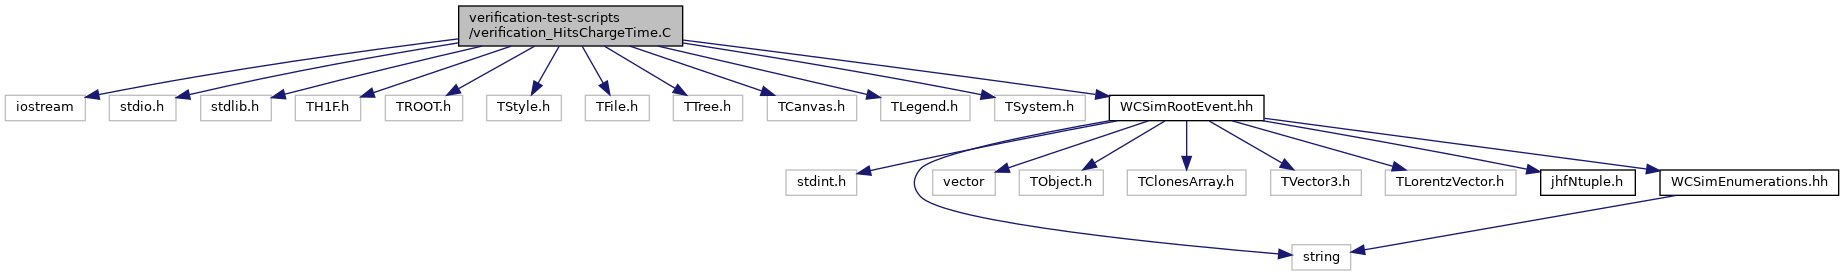 verification-test-scripts
/verification_HitsChargeTime.C
iostream
stdio.h
stdlib.h
TH1F.h
TROOT.h
TStyle.h
TFile.h
TTree.h
TCanvas.h
TLegend.h
TSystem.h
WCSimRootEvent.hh
stdint.h
vector
TObject.h
TClonesArray.h
TVector3.h
TLorentzVector.h
jhfNtuple.h
WCSimEnumerations.hh
string